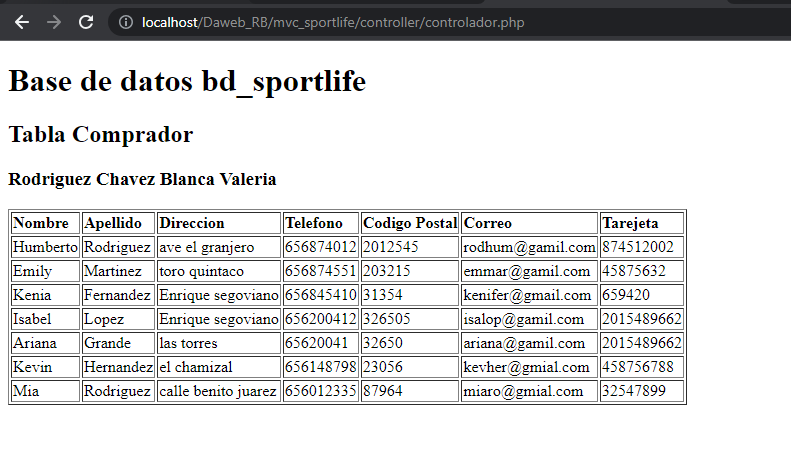 localhost/Daweb_RB/mvc_sportlife/controller/controlador.php
Base de datos bd_sportlife
Tabla Comprador
Rodriguez Chavez Blanca Valeria
Nombre Apellido Direccion Telefono Codigo Postal Correo Tarejeta
Humberto Rodriguez ave el granjero 656874012 2012545 rodhum@gamil.com 874512002
Emily Martinez toro quintaco 656874551 203215 emmar@gamil.com 45875632
Kenia Fernandez Enrique segoviano 656845410 31354 kenifer@gmail.com 659420
Isabel Lopez Enrique segoviano 656200412 326505 isalop@gamil.com 2015489662
Ariana Grande las torres 65620041 32650 ariana@gamil.com 2015489662
Kevin Hernandez el chamizal 656148798 23056 kevher@gmial.com 458756788
Mia Rodriguez calle benito juarez 656012335 87964 miaro@gmial.com 32547899